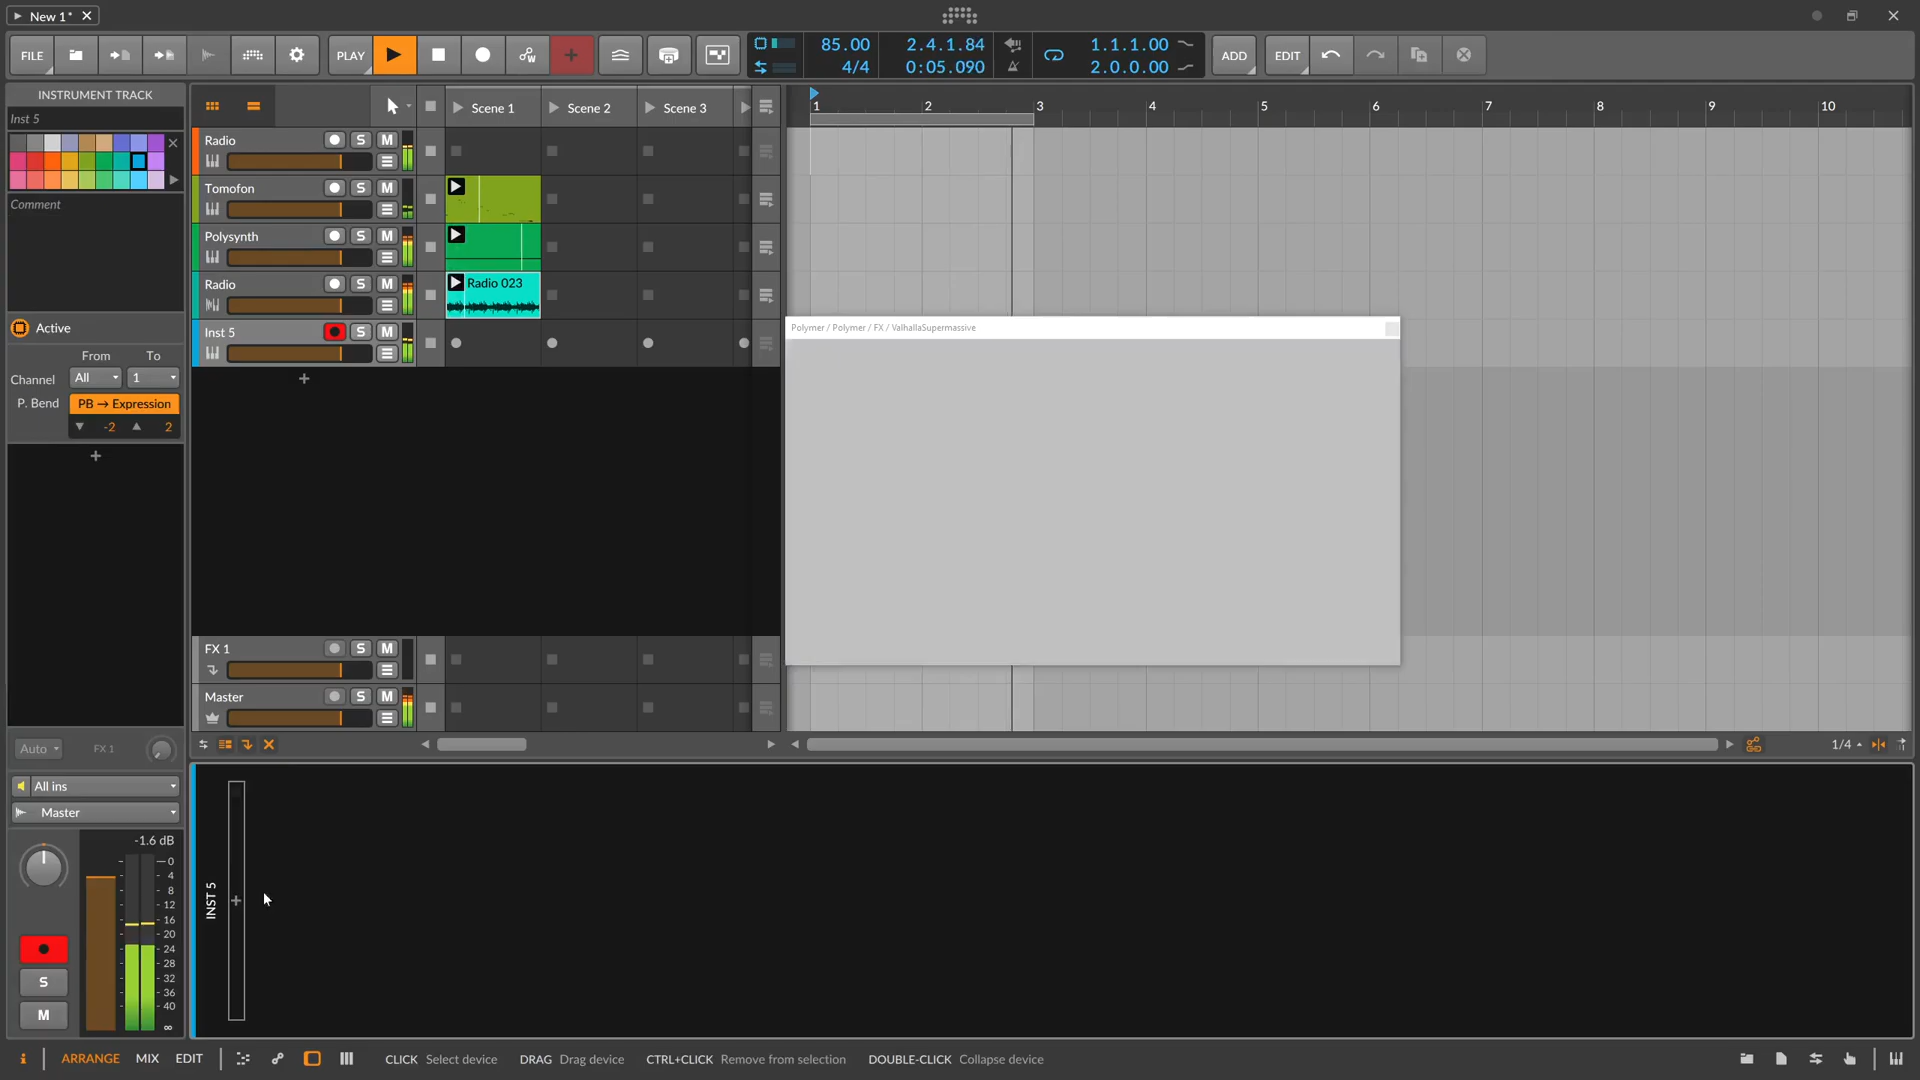 New 1*
FILE
PLAY
85.00
4/4
2.4.1.84
0:05.090
1.1.1.00
2.0.0.00
ADD
EDIT
INSTRUMENT TRACK
Inst 5
Comment
Active
From To
Channel All 1
P. Bend PB → Expression
-2 2
Scene 1 Scene 2 Scene 3
1 2 3 4 5 6 7 8 9 10
Radio S M
Tomofon S M
Polysynth S M
Radio S M
Radio 023
Inst 5 S M
Polymer / Polymer / FX / ValhallaSupermassive
FX 1 S M
Master S M
1/4
Auto FX 1
All ins
Master
-1.6 dB
0
4
8
12
16
20
24
28
32
36
40
∞
S
M
INST 5
ARRANGE MIX EDIT
CLICK Select device DRAG Drag device CTRL+CLICK Remove from selection DOUBLE-CLICK Collapse device